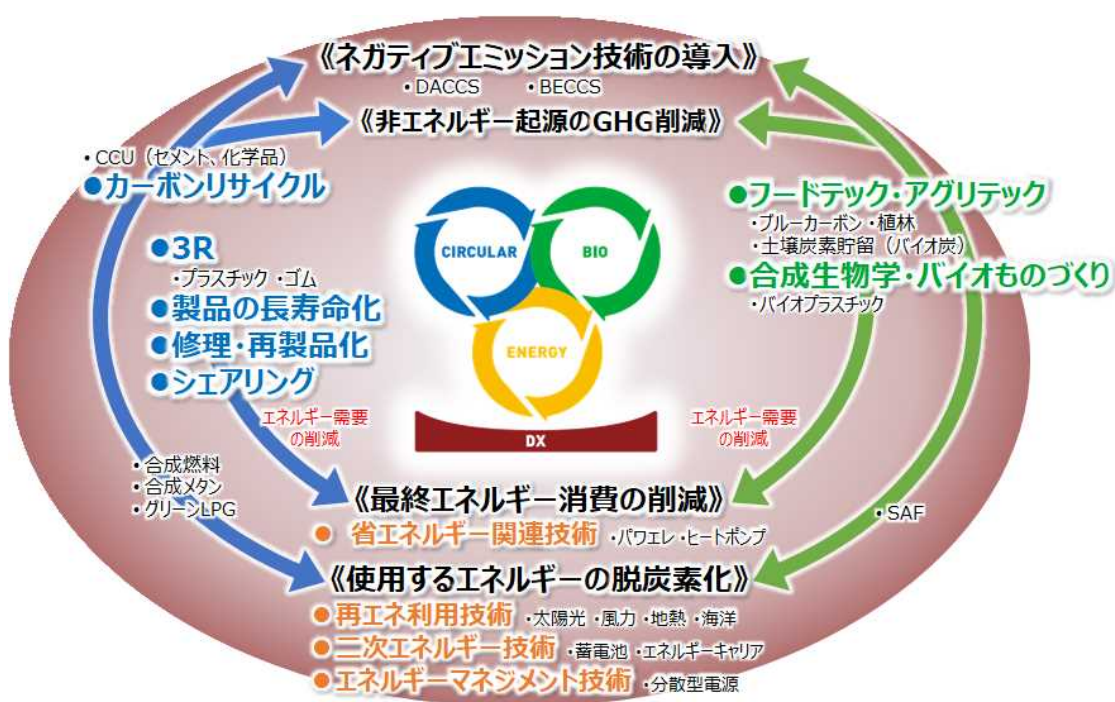 《ネガティブエミッション技術の導入》
・DACCS ・BECCS
《非エネルギー起源のGHG削減》
・CCU（セメント、化学品）
●カーボンリサイクル
●3R
・プラスチック ・ゴム
●製品の長寿命化
●修理・再製品化
●シェアリング
エネルギー需要
の削減
・合成燃料
・合成メタン
・グリーンLPG
CIRCULAR
BIO
ENERGY
DX
●フードテック・アグリテック
・ブルーカーボン ・植林
・土壌炭素貯留（バイオ炭）
●合成生物学・バイオものづくり
・バイオプラスチック
エネルギー需要
の削減
・SAF
《最終エネルギー消費の削減》
● 省エネルギー関連技術 ・パワエレ ・ヒートポンプ
《使用するエネルギーの脱炭素化》
●再エネ利用技術 ・太陽光 ・風力 ・地熱 ・海洋
●二次エネルギー技術 ・蓄電池 ・エネルギーキャリア
●エネルギーマネジメント技術 ・分散型電源